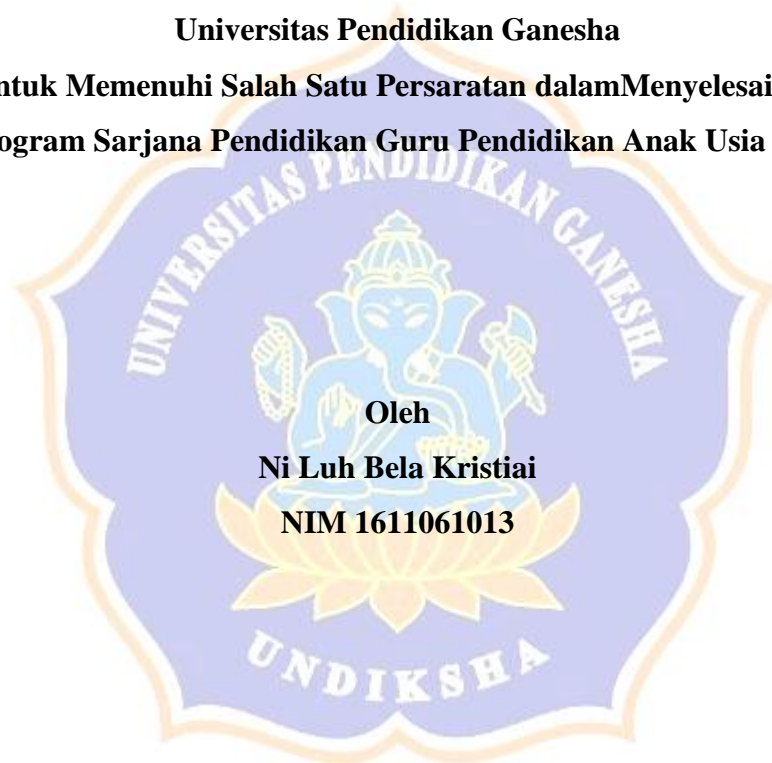 Universitas Pendidikan Ganesha
ntuk Memenuhi Salah Satu Persaratan dalamMenyelesai
ogram Sarjana Pendidikan Guru Pendidikan Anak Usia
UNIVERSITAS PENDIDIKAN GANESHA
Oleh
Ni Luh Bela Kristiai
NIM 1611061013
UNDIKSHA